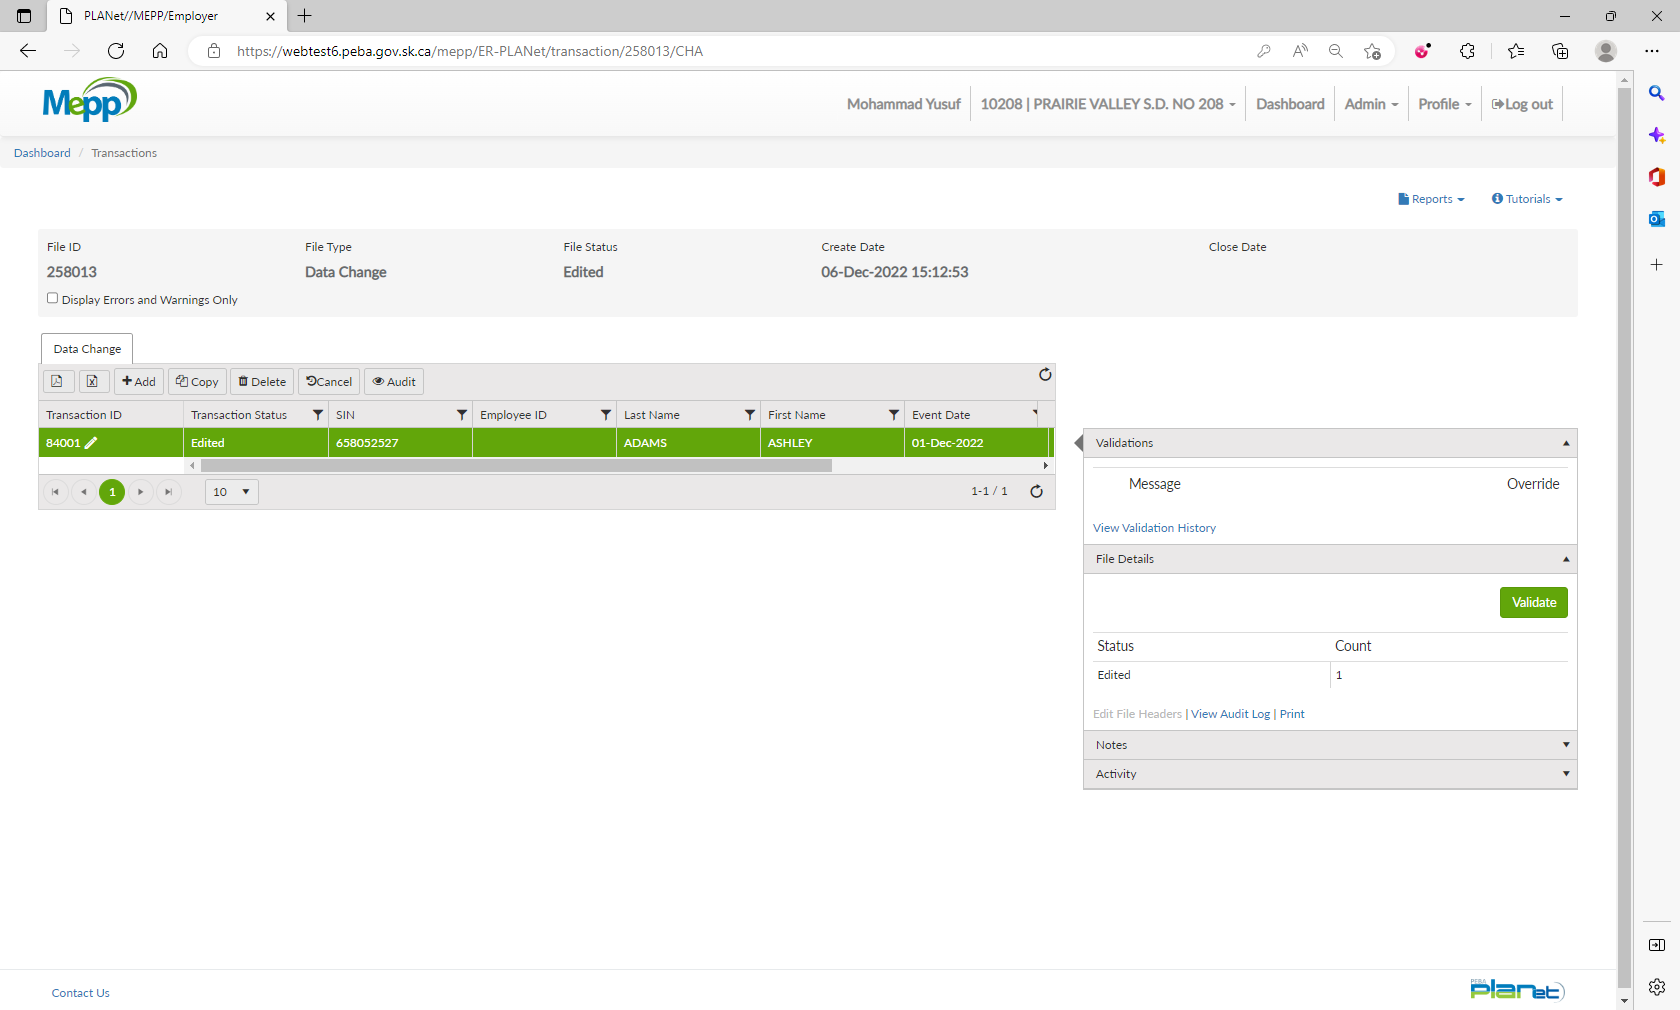 PLANet//MEPP/Employer
https://webtest6.peba.gov.sk.ca/mepp/ER-PLANet/transaction/258013/CHA
Mepp
Mohammad Yusuf
10208 | PRAIRIE VALLEY S.D. NO 208
Dashboard
Admin
Profile
Log out
Dashboard / Transactions
Reports
Tutorials
File ID File Type File Status Create Date Close Date
258013 Data Change Edited 06-Dec-2022 15:12:53
Display Errors and Warnings Only
Data Change
Add Copy Delete Cancel Audit
Transaction ID Transaction Status SIN Employee ID Last Name First Name Event Date
84001 Edited 658052527 ADAMS ASHLEY 01-Dec-2022
1 10 1-1 / 1
Validations
Message Override
View Validation History
File Details
Validate
Status Count
Edited 1
Edit File Headers | View Audit Log | Print
Notes
Activity
Contact Us
PEBA
planet